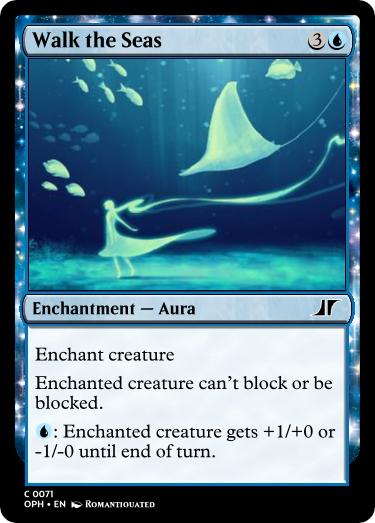 Walk the Seas 3
Enchantment — Aura
Enchant creature
Enchanted creature can't block or be
blocked.
: Enchanted creature gets +1/+0 or
-1/-0 until end of turn.
C 0071
OPH • EN Romantiquated